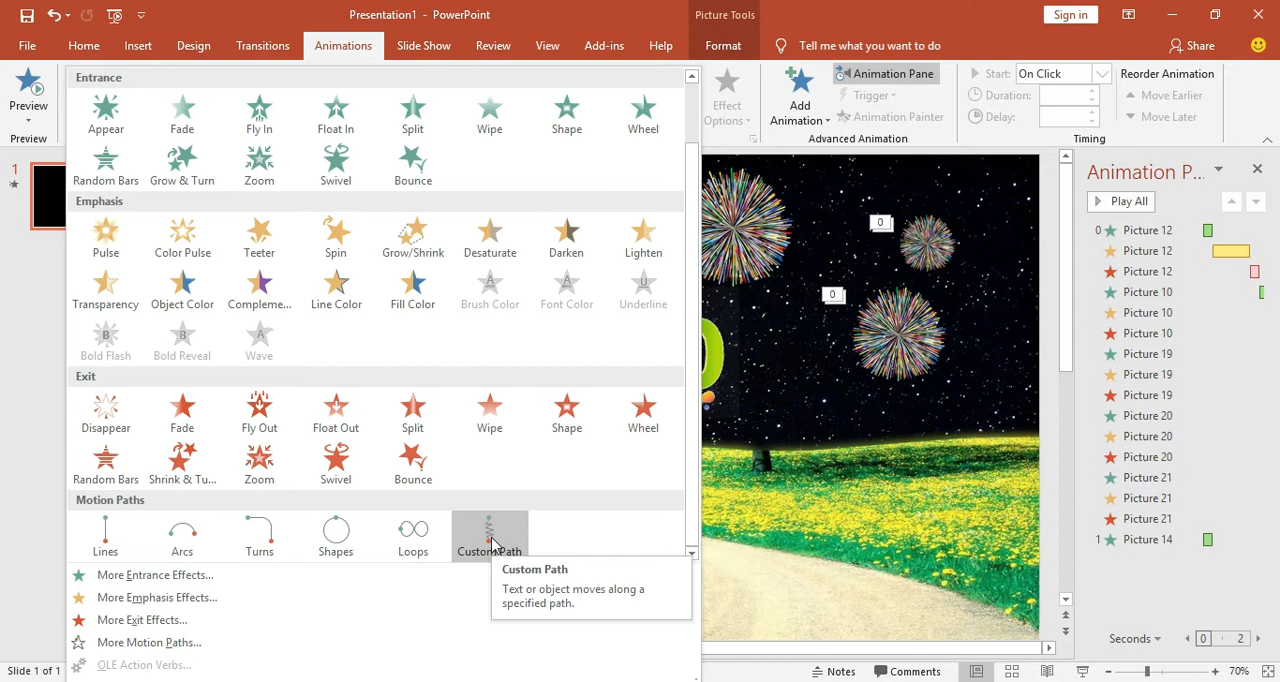 Presentation1 - PowerPoint
Picture Tools
Sign in
File Home Insert Design Transitions Animations Slide Show Review View Add-ins Help Format Tell me what you want to do Share
Preview
Preview
Entrance
Appear Fade Fly In Float In Split Wipe Shape Wheel
Random Bars Grow & Turn Zoom Swivel Bounce
Emphasis
Pulse Color Pulse Teeter Spin Grow/Shrink Desaturate Darken Lighten
Transparency Object Color Compleme... Line Color Fill Color Brush Color Font Color Underline
Bold Flash Bold Reveal Wave
Exit
Disappear Fade Fly Out Float Out Split Wipe Shape Wheel
Random Bars Shrink & Tu... Zoom Swivel Bounce
Motion Paths
Lines Arcs Turns Shapes Loops Custom Path
Custom Path
Text or object moves along a
specified path.
More Entrance Effects...
More Emphasis Effects...
More Exit Effects...
More Motion Paths...
OLE Action Verbs...
Effect
Options
Add
Animation
Animation Pane
Trigger
Animation Painter
Advanced Animation
Start: On Click
Duration:
Delay:
Reorder Animation
Move Earlier
Move Later
Timing
1
0
0
Animation P...
Play All
0 Picture 12
Picture 12
Picture 12
Picture 10
Picture 10
Picture 10
Picture 19
Picture 19
Picture 19
Picture 20
Picture 20
Picture 20
Picture 21
Picture 21
Picture 21
1 Picture 14
Seconds 0 2
Slide 1 of 1
Notes Comments 70%